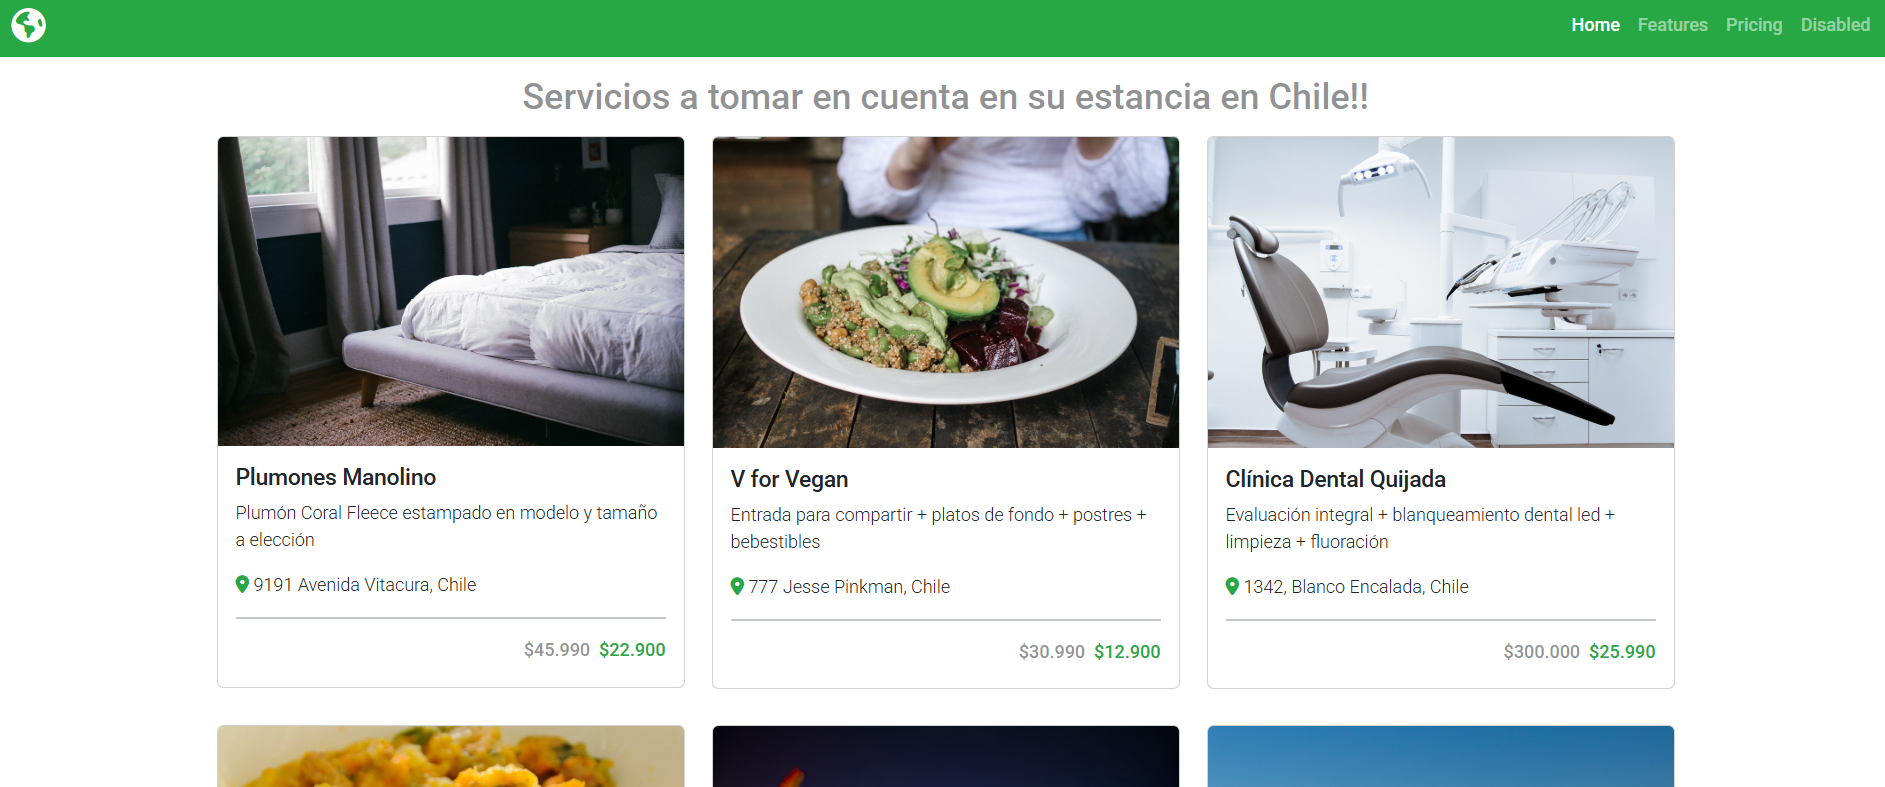 Home Features Pricing Disabled
Servicios a tomar en cuenta en su estancia en Chile!!
Plumones Manolino
Plumón Coral Fleece estampado en modelo y tamaño
a elección
9191 Avenida Vitacura, Chile
$45.990 $22.900
V for Vegan
Entrada para compartir + platos de fondo + postres +
bebestibles
777 Jesse Pinkman, Chile
$30.990 $12.900
Clínica Dental Quijada
Evaluación integral + blanqueamiento dental led +
limpieza + fluoración
1342, Blanco Encalada, Chile
$300.000 $25.990